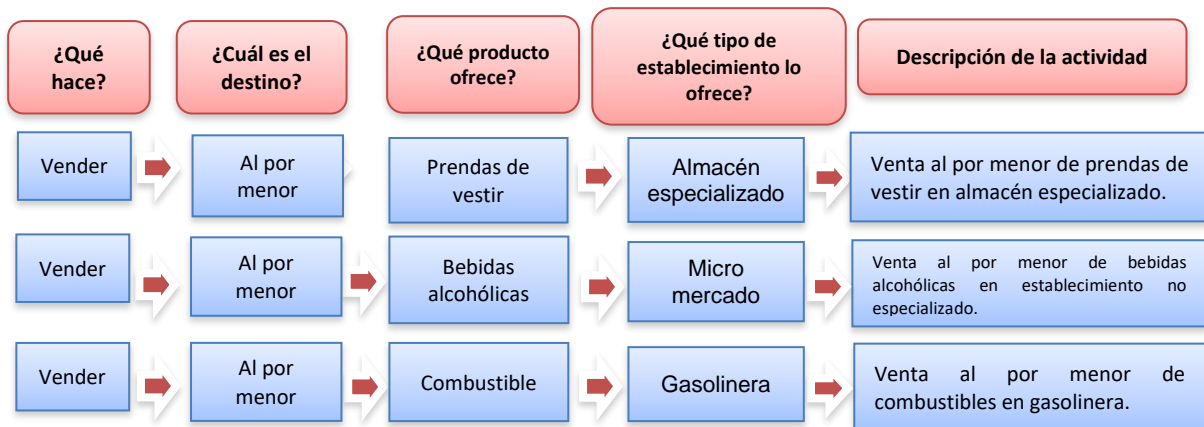 ¿Qué
hace?
¿Cuál es el
destino?
¿Qué producto
ofrece?
¿Qué tipo de
establecimiento lo
ofrece?
Descripción de la actividad
Vender
Al por
menor
Prendas de
vestir
Almacén
especializado
Venta al por menor de prendas de
vestir en almacén especializado.
Vender
Al por
menor
Bebidas
alcohólicas
Micro
mercado
Venta al por menor de bebidas
alcohólicas en establecimiento no
especializado.
Vender
Al por
menor
Combustible
Gasolinera
Venta al por menor de
combustibles en gasolinera.